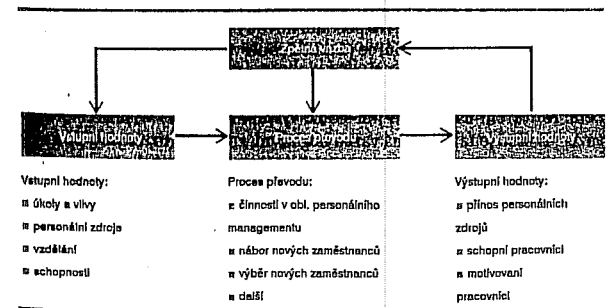 Zpětná vazba
Vstupní hodnoty
Proces převodu
Výstupní hodnoty
Vstupní hodnoty:
úkoly a vlivy
personální zdroje
vzdělání
schopnosti
Proces převodu:
činnosti v obl. personálního
managementu
nábor nových zaměstnanců
výběr nových zaměstnanců
další
Výstupní hodnoty:
přínos personálních
zdrojů
schopní pracovníci
motivovaní
pracovníci